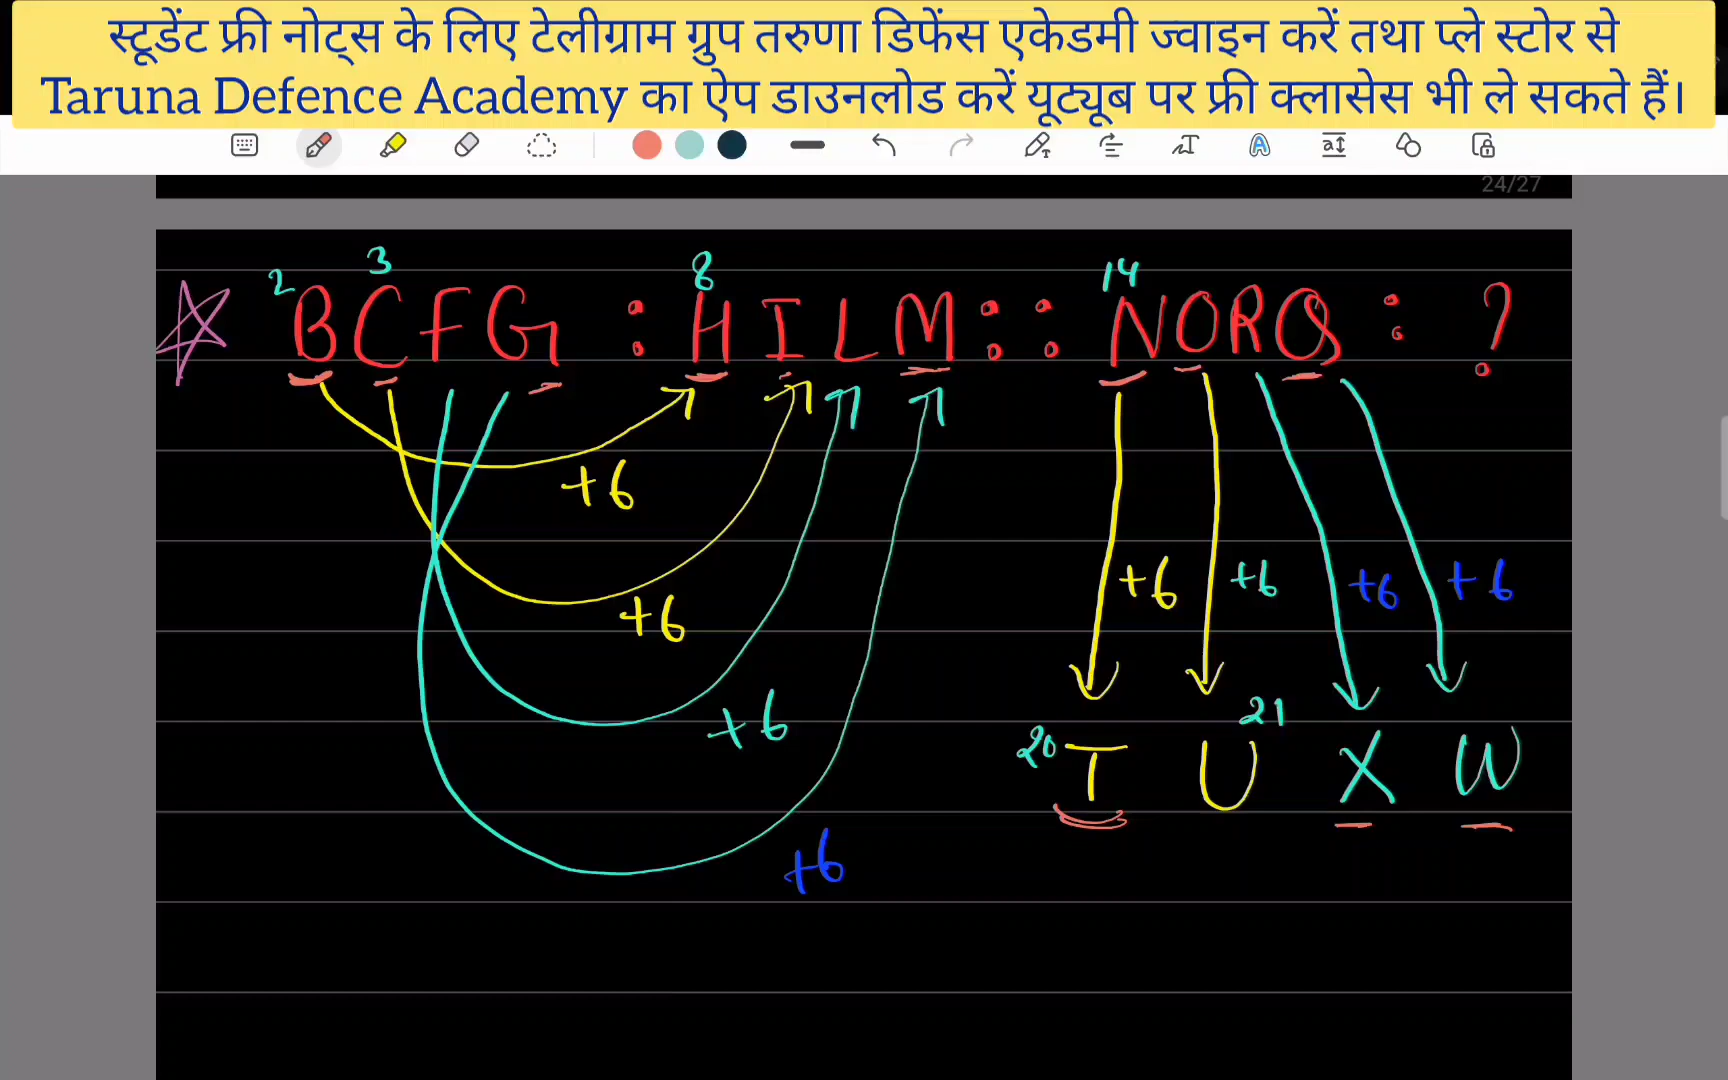 स्टूडेंट फ्री नोट्स के लिए टेलीग्राम ग्रुप तरुणा डिफेंस एकेडमी ज्वाइन करें तथा प्ले स्टोर से
Taruna Defence Academy का ऐप डाउनलोड करें यूट्यूब पर फ्री क्लासेस भी ले सकते हैं।
24/27
2 3 8 14
BCFG : HILM :: NORQ : ?
+6
+6 +6 +6 +6
+6
+6
20 21
T U X W
+6